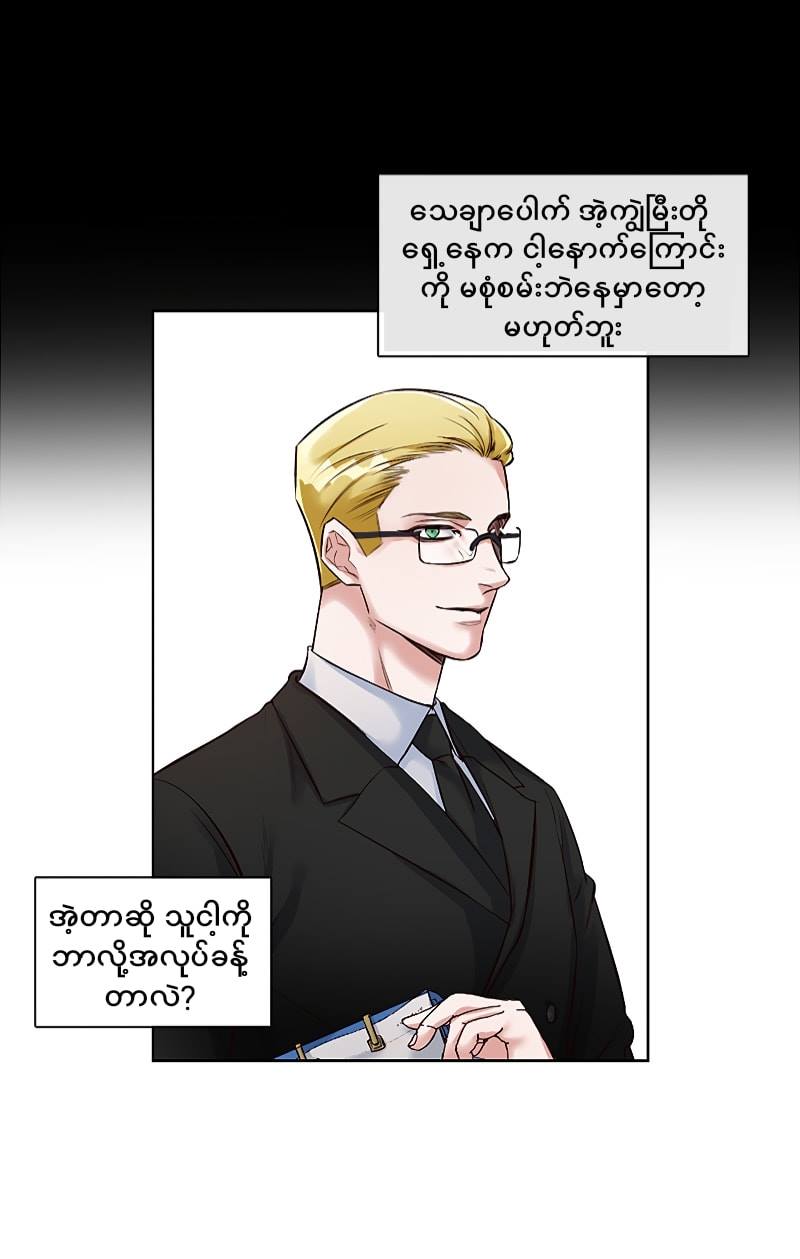 သေချာပေါက် အဲ့ကျွဲမြီးတို
ရှေ့နေက ငါ့နောက်ကြောင်း
ကို မစုံစမ်းဘဲနေမှာတော့
မဟုတ်ဘူး
အဲ့တာဆို သူငါ့ကို
ဘာလို့အလုပ်ခန့်
တာလဲ?